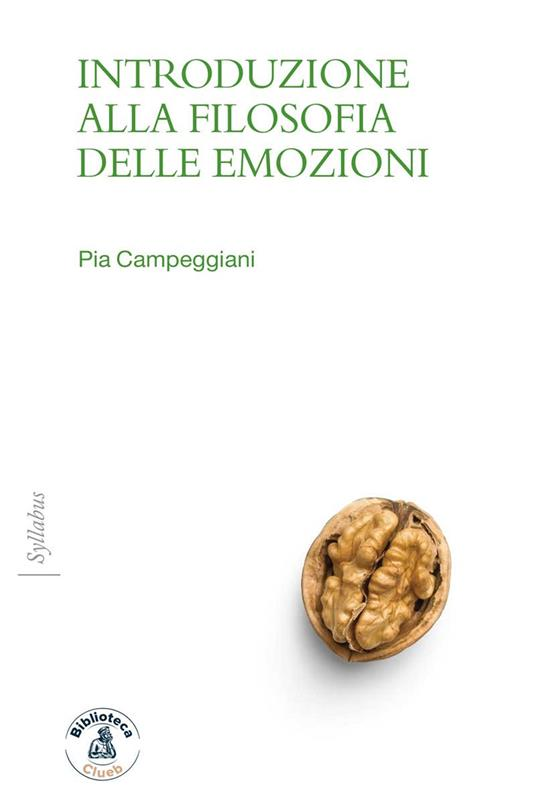 INTRODUZIONE
ALLA FILOSOFIA
DELLE EMOZIONI
Pia Campeggiani
Syllabus
Biblioteca
Clueb